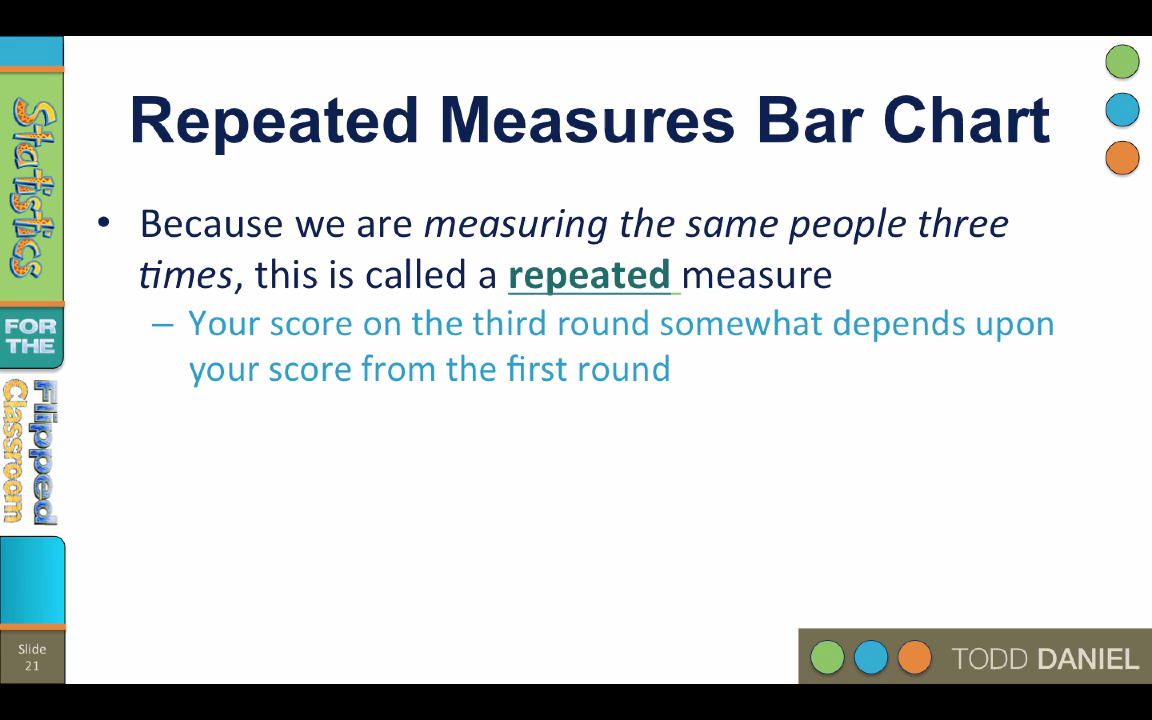 Repeated Measures Bar Chart
• Because we are measuring the same people three
times, this is called a repeated measure
– Your score on the third round somewhat depends upon
your score from the first round
Statistics
FOR
THE
Flipped
Classroom
Slide
21
TODD DANIEL